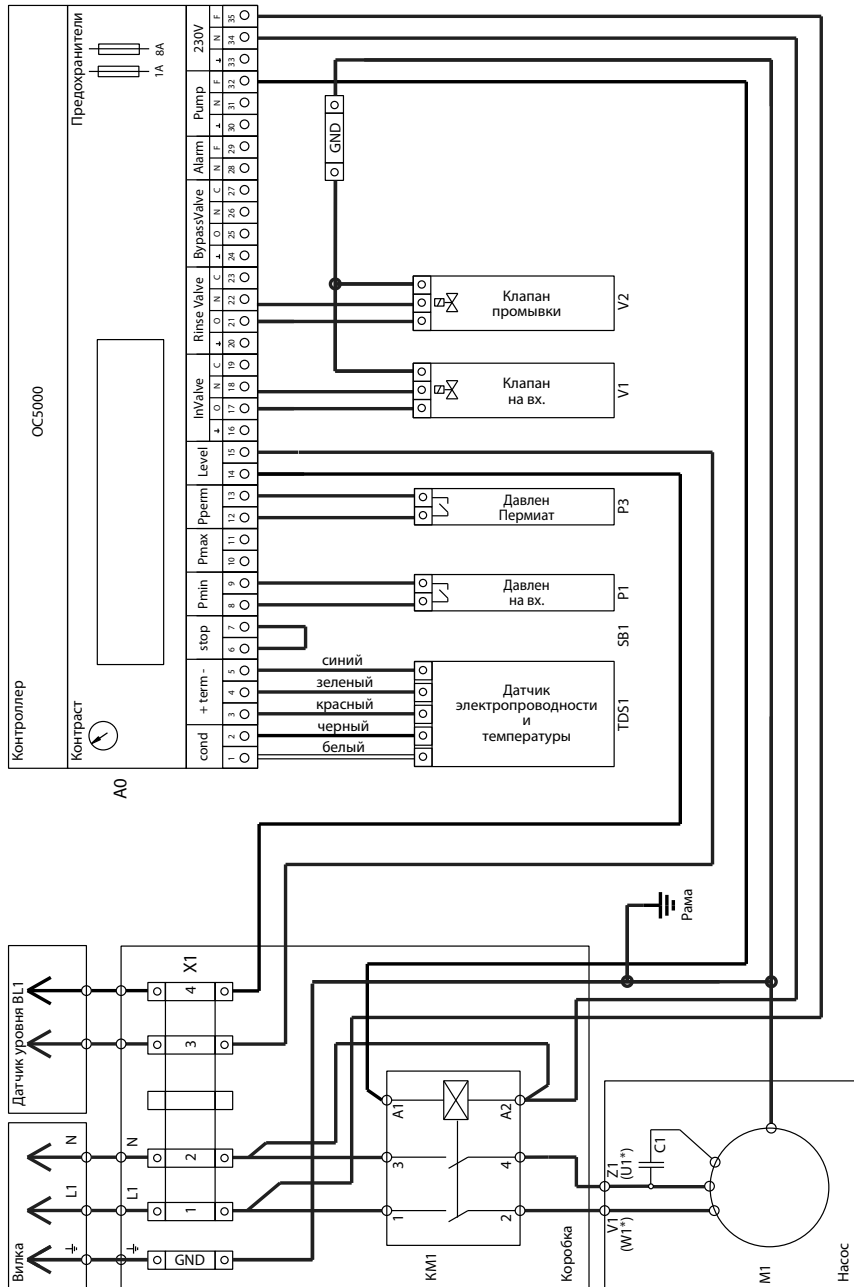 Контроллер
OC5000
Контраст
Предохранители
1A
8A
A0
cond
+ term -
stop
Pmin
Pmax
Pperm
Level
InValve
Rinse Valve
BypassValve
Alarm
Pump
230V
O N C
O N C
O N C
N F
N F
N F
1 2 3 4 5 6 7 8 9 10 11 12 13 14 15 16 17 18 19 20 21 22 23 24 25 26 27 28 29 30 31 32 33 34 35
синий
зеленый
красный
черный
белый
Датчик
электропроводности
и
температуры
TDS1
SB1
Давлен
на вх.
P1
Давлен
Пермиат
P3
Клапан
на вх.
V1
Клапан
промывки
V2
GND
Вилка
L1
N
Датчик уровня BL1
L1
N
GND
1
2
3
4
X1
Рама
KM1
1
3
A1
2
4
A2
Коробка
V1
(W1*)
Z1
(U1*)
C1
M1
Насос